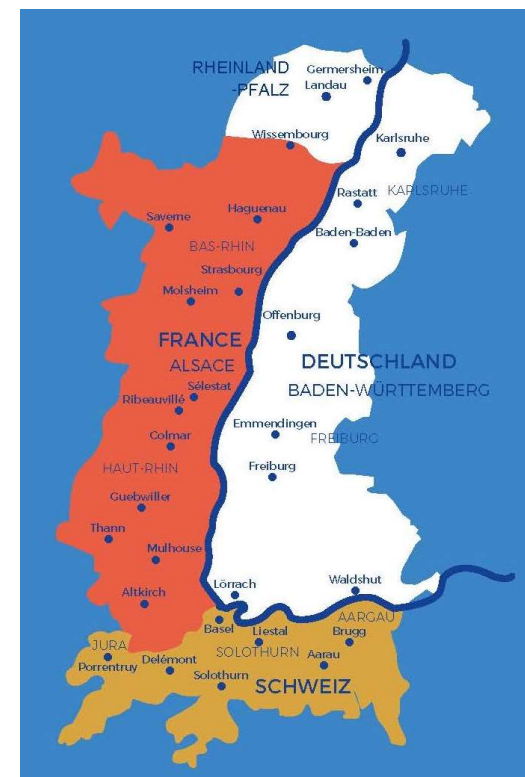 RHEINLAND
-PFALZ
Germersheim
Landau
Wissembourg
Karlsruhe
KARLSRUHE
Rastatt
Haguenau
Saverne
Baden-Baden
BAS-RHIN
Strasbourg
Molsheim
Offenburg
FRANCE
ALSACE
DEUTSCHLAND
BADEN-WÜRTTEMBERG
Sélestat
Ribeauvillé
Emmendingen
Colmar
FREIBURG
HAUT-RHIN
Freiburg
Guebwiller
Thann
Mulhouse
Altkirch
Lörrach
Waldshut
AARGAU
Basel
Liestal
Brugg
JURA
SOLOTHURN
Porrentruy
Delémont
Aarau
Solothurn
SCHWEIZ